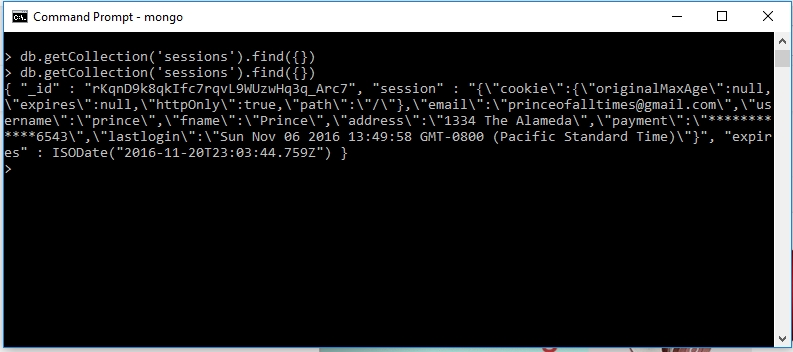 Command Prompt - mongo
> db.getCollection('sessions').find({})
> db.getCollection('sessions').find({})
{ "_id" : "rKqnD9k8qkIfc7rqvL9WUzwHq3q_Arc7", "session" : "{\"cookie\":{\"originalMaxAge\":null,
\"expires\":null,\"httpOnly\":true,\"path\":\"/\"},\"email\":\"princeofalltimes@gmail.com\",\"us
ername\":\"prince\",\"fname\":\"Prince\",\"address\":\"1334 The Alameda\",\"payment\":\"*********
****6543\",\"lastlogin\":\"Sun Nov 06 2016 13:49:58 GMT-0800 (Pacific Standard Time)\"}", "expir
es" : ISODate("2016-11-20T23:03:44.759Z") }
>